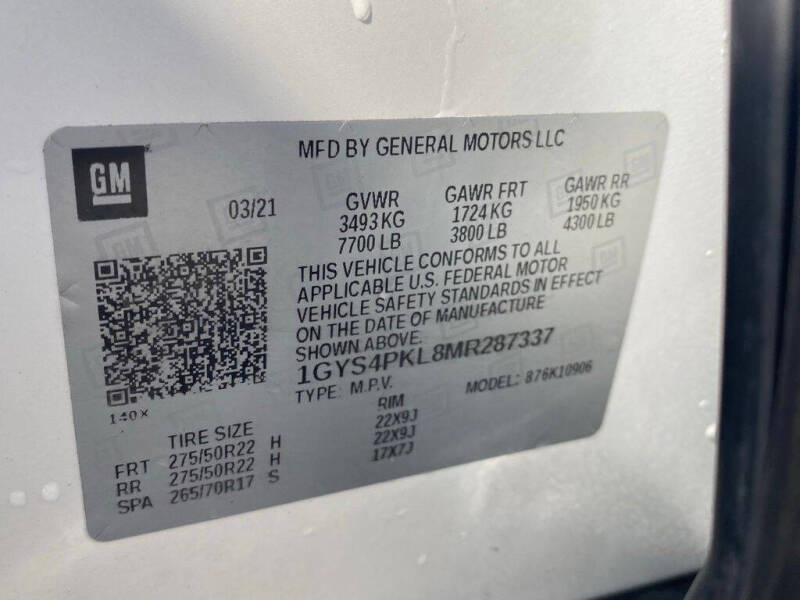 MFD BY GENERAL MOTORS LLC
GM
03/21
GVWR GAWR FRT GAWR RR
3493 KG 1724 KG 1950 KG
7700 LB 3800 LB 4300 LB
THIS VEHICLE CONFORMS TO ALL
APPLICABLE U.S. FEDERAL MOTOR
VEHICLE SAFETY STANDARDS IN EFFECT
ON THE DATE OF MANUFACTURE
SHOWN ABOVE.
1GYS4PKL8MR287337
TYPE: M.P.V. MODEL: 876K10906
140X
TIRE SIZE RIM
FRT 275/50R22 H 22X9J
RR 275/50R22 H 22X9J
SPA 265/70R17 S 17X7J